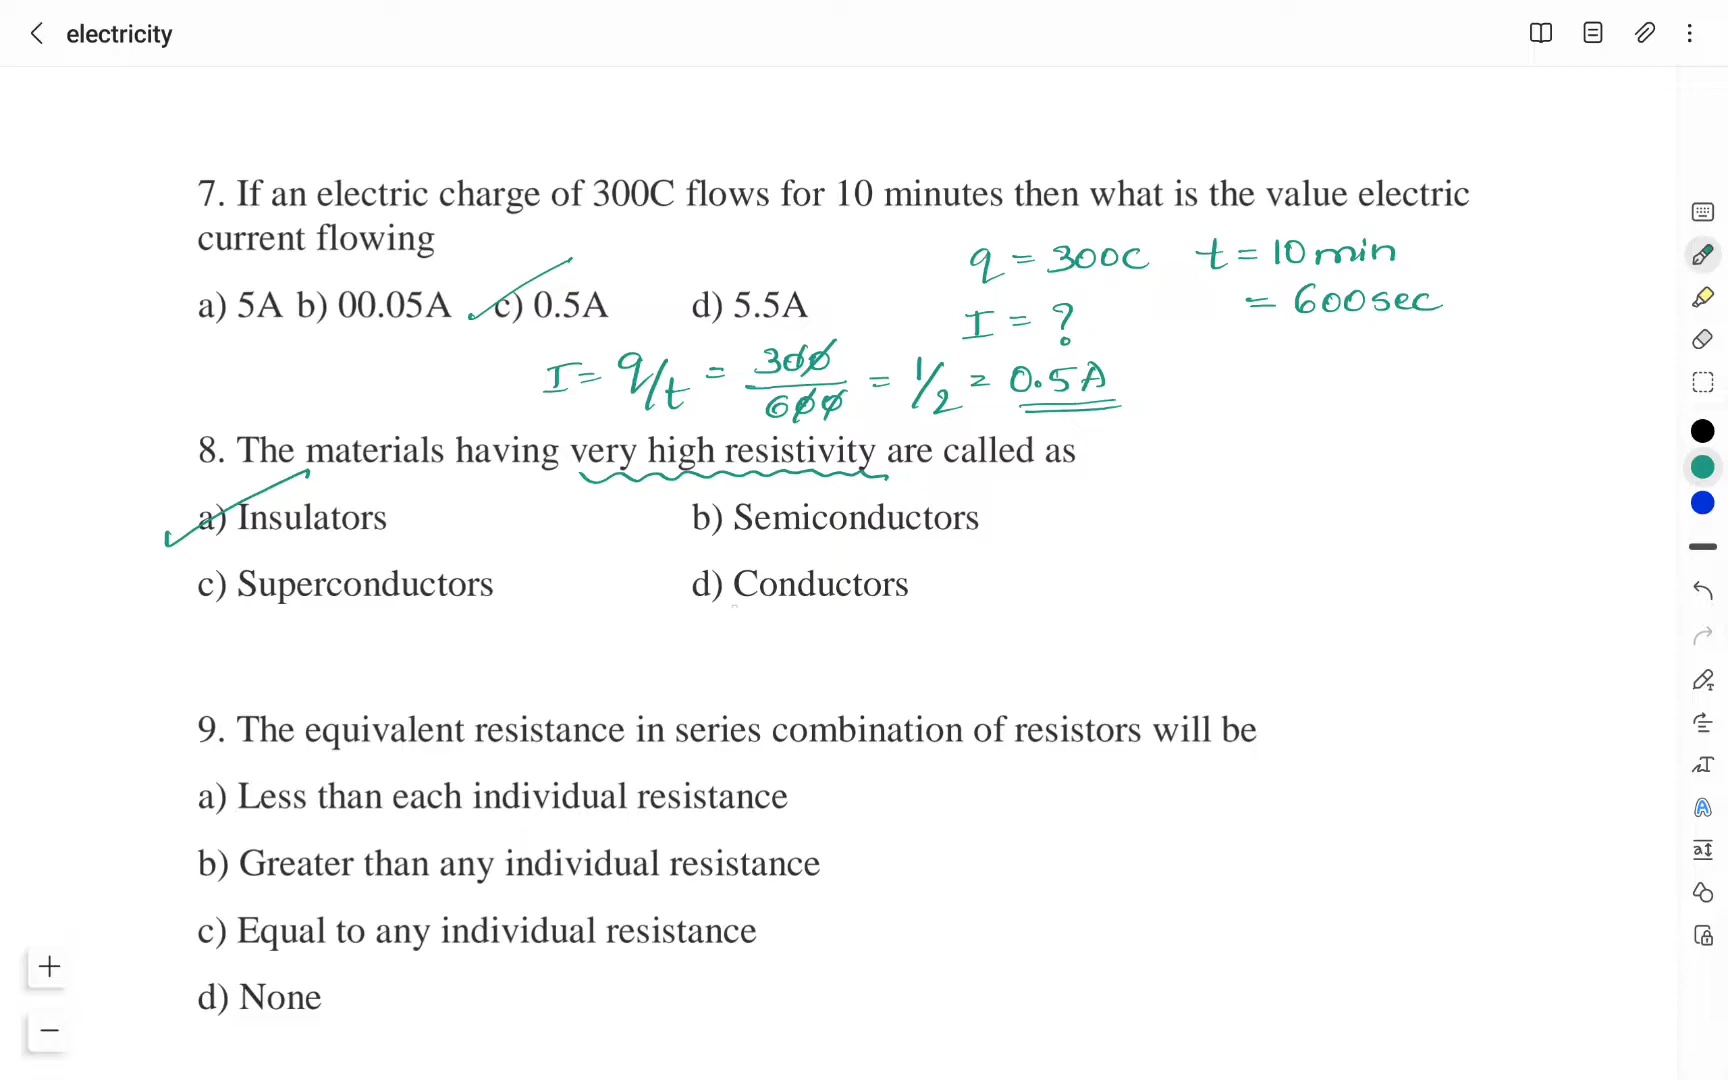 electricity
7. If an electric charge of 300C flows for 10 minutes then what is the value electric
current flowing
q = 300C t = 10 min
= 600 sec
a) 5A b) 00.05A c) 0.5A d) 5.5A
I = ?
I = q/t = 300/600 = 1/2 = 0.5A
8. The materials having very high resistivity are called as
a) Insulators b) Semiconductors
c) Superconductors d) Conductors
9. The equivalent resistance in series combination of resistors will be
a) Less than each individual resistance
b) Greater than any individual resistance
c) Equal to any individual resistance
d) None